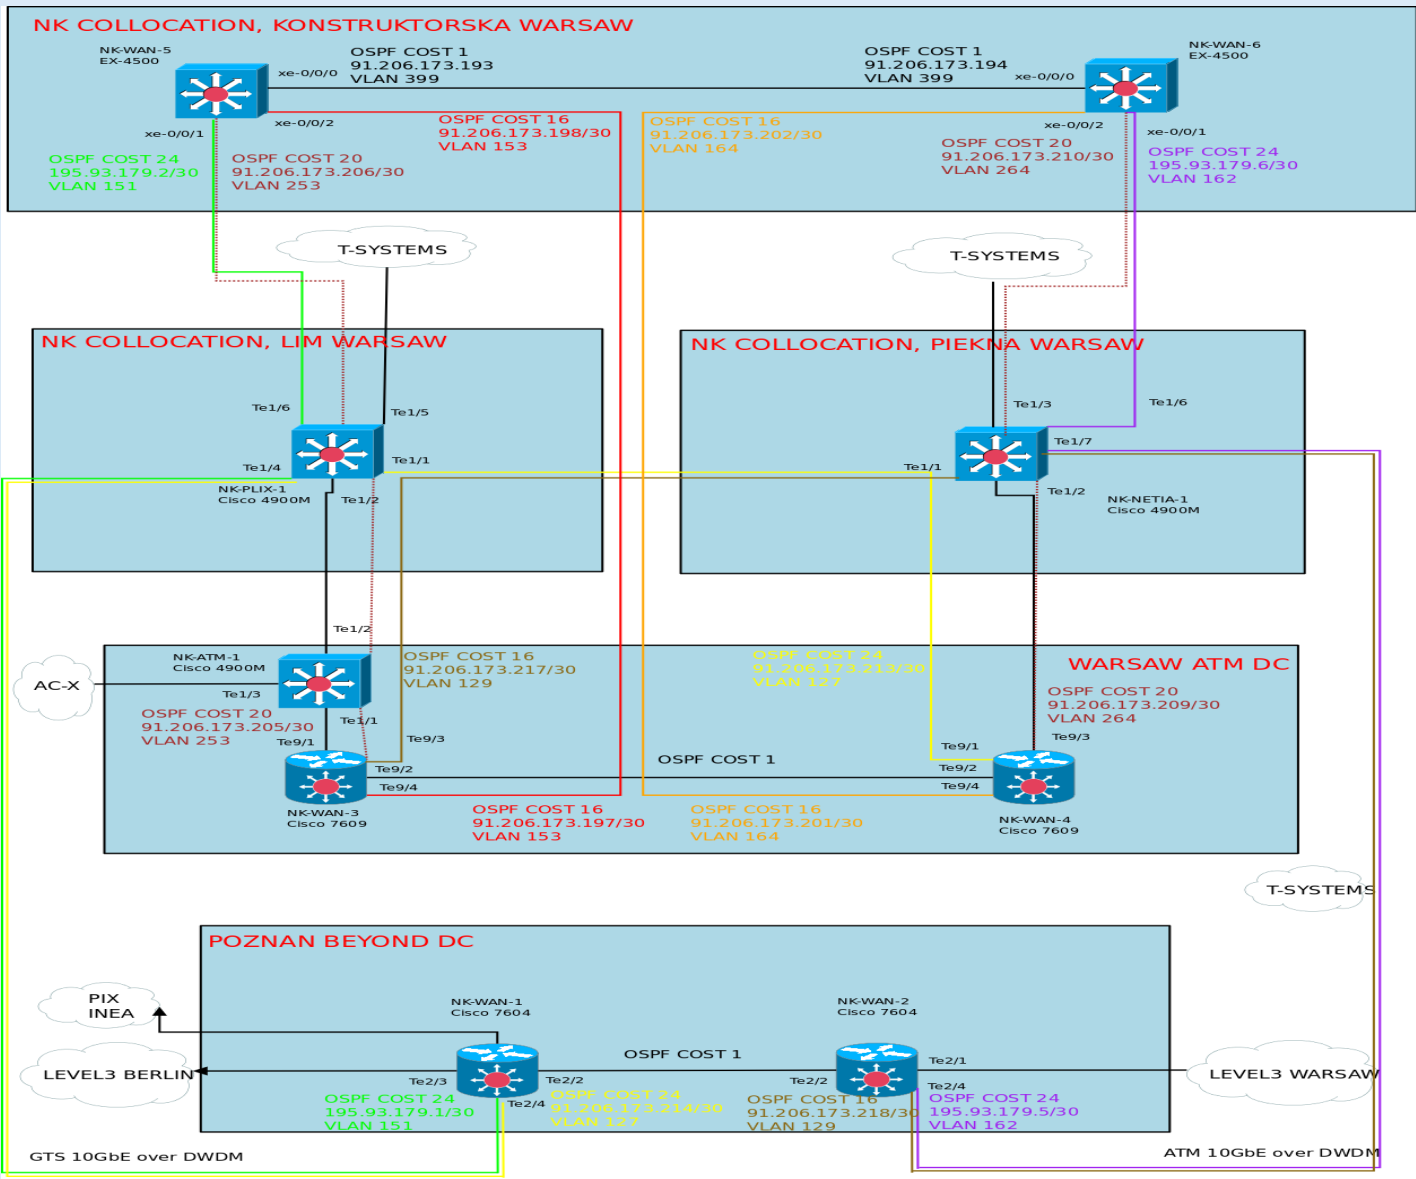 NK COLLOCATION, KONSTRUKTORSKA WARSAW
NK-WAN-5
EX-4500
xe-0/0/0
OSPF COST 1
91.206.173.193
VLAN 399
OSPF COST 1
91.206.173.194
VLAN 399
xe-0/0/0
NK-WAN-6
EX-4500
xe-0/0/1
xe-0/0/2
OSPF COST 24
195.93.179.2/30
VLAN 151
OSPF COST 20
91.206.173.206/30
VLAN 253
OSPF COST 16
91.206.173.198/30
VLAN 153
OSPF COST 16
91.206.173.202/30
VLAN 164
xe-0/0/2
xe-0/0/1
OSPF COST 20
91.206.173.210/30
VLAN 264
OSPF COST 24
195.93.179.6/30
VLAN 162
T-SYSTEMS
T-SYSTEMS
NK COLLOCATION, LIM WARSAW
Te1/6
Te1/5
Te1/4
Te1/1
NK-PLIX-1
Cisco 4900M
Te1/2
NK COLLOCATION, PIEKNA WARSAW
Te1/3
Te1/6
Te1/7
Te1/1
Te1/2
NK-NETIA-1
Cisco 4900M
Te1/2
WARSAW ATM DC
AC-X
NK-ATM-1
Cisco 4900M
Te1/3
OSPF COST 16
91.206.173.217/30
VLAN 129
OSPF COST 24
91.206.173.213/30
VLAN 127
OSPF COST 20
91.206.173.205/30
VLAN 253
Te1/1
Te9/1
Te9/3
Te9/2
Te9/4
OSPF COST 20
91.206.173.209/30
VLAN 264
Te9/3
Te9/1
Te9/2
Te9/4
OSPF COST 1
NK-WAN-3
Cisco 7609
OSPF COST 16
91.206.173.197/30
VLAN 153
OSPF COST 16
91.206.173.201/30
VLAN 164
NK-WAN-4
Cisco 7609
T-SYSTEMS
POZNAN BEYOND DC
PIX
INEA
LEVEL3 BERLIN
NK-WAN-1
Cisco 7604
NK-WAN-2
Cisco 7604
OSPF COST 1
Te2/3
Te2/2
Te2/4
Te2/2
Te2/1
Te2/4
LEVEL3 WARSAW
OSPF COST 24
195.93.179.1/30
VLAN 151
OSPF COST 24
91.206.173.214/30
VLAN 127
OSPF COST 16
91.206.173.218/30
VLAN 129
OSPF COST 24
195.93.179.5/30
VLAN 162
GTS 10GbE over DWDM
ATM 10GbE over DWDM